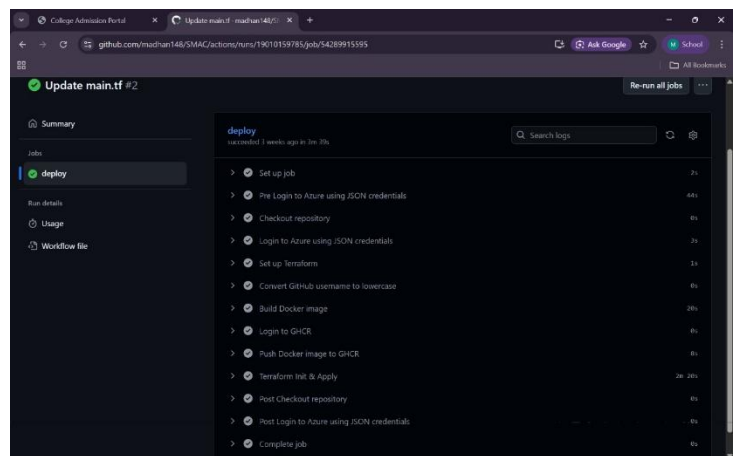 College Admission Portal
Update main.tf · madhan148/S
github.com/madhan148/SMAC/actions/runs/19010159785/job/54289915595
Ask Google
School
All Bookmarks
Update main.tf #2
Re-run all jobs
Summary
Jobs
deploy
Run details
Usage
Workflow file
deploy
succeeded 3 weeks ago in 3m 39s
Search logs
Set up job 2s
Pre Login to Azure using JSON credentials 44s
Checkout repository 0s
Login to Azure using JSON credentials 3s
Set up Terraform 1s
Convert GitHub username to lowercase 0s
Build Docker image 20s
Login to GHCR 0s
Push Docker image to GHCR 8s
Terraform Init & Apply 2m 20s
Post Checkout repository 0s
Post Login to Azure using JSON credentials 0s
Complete job 0s